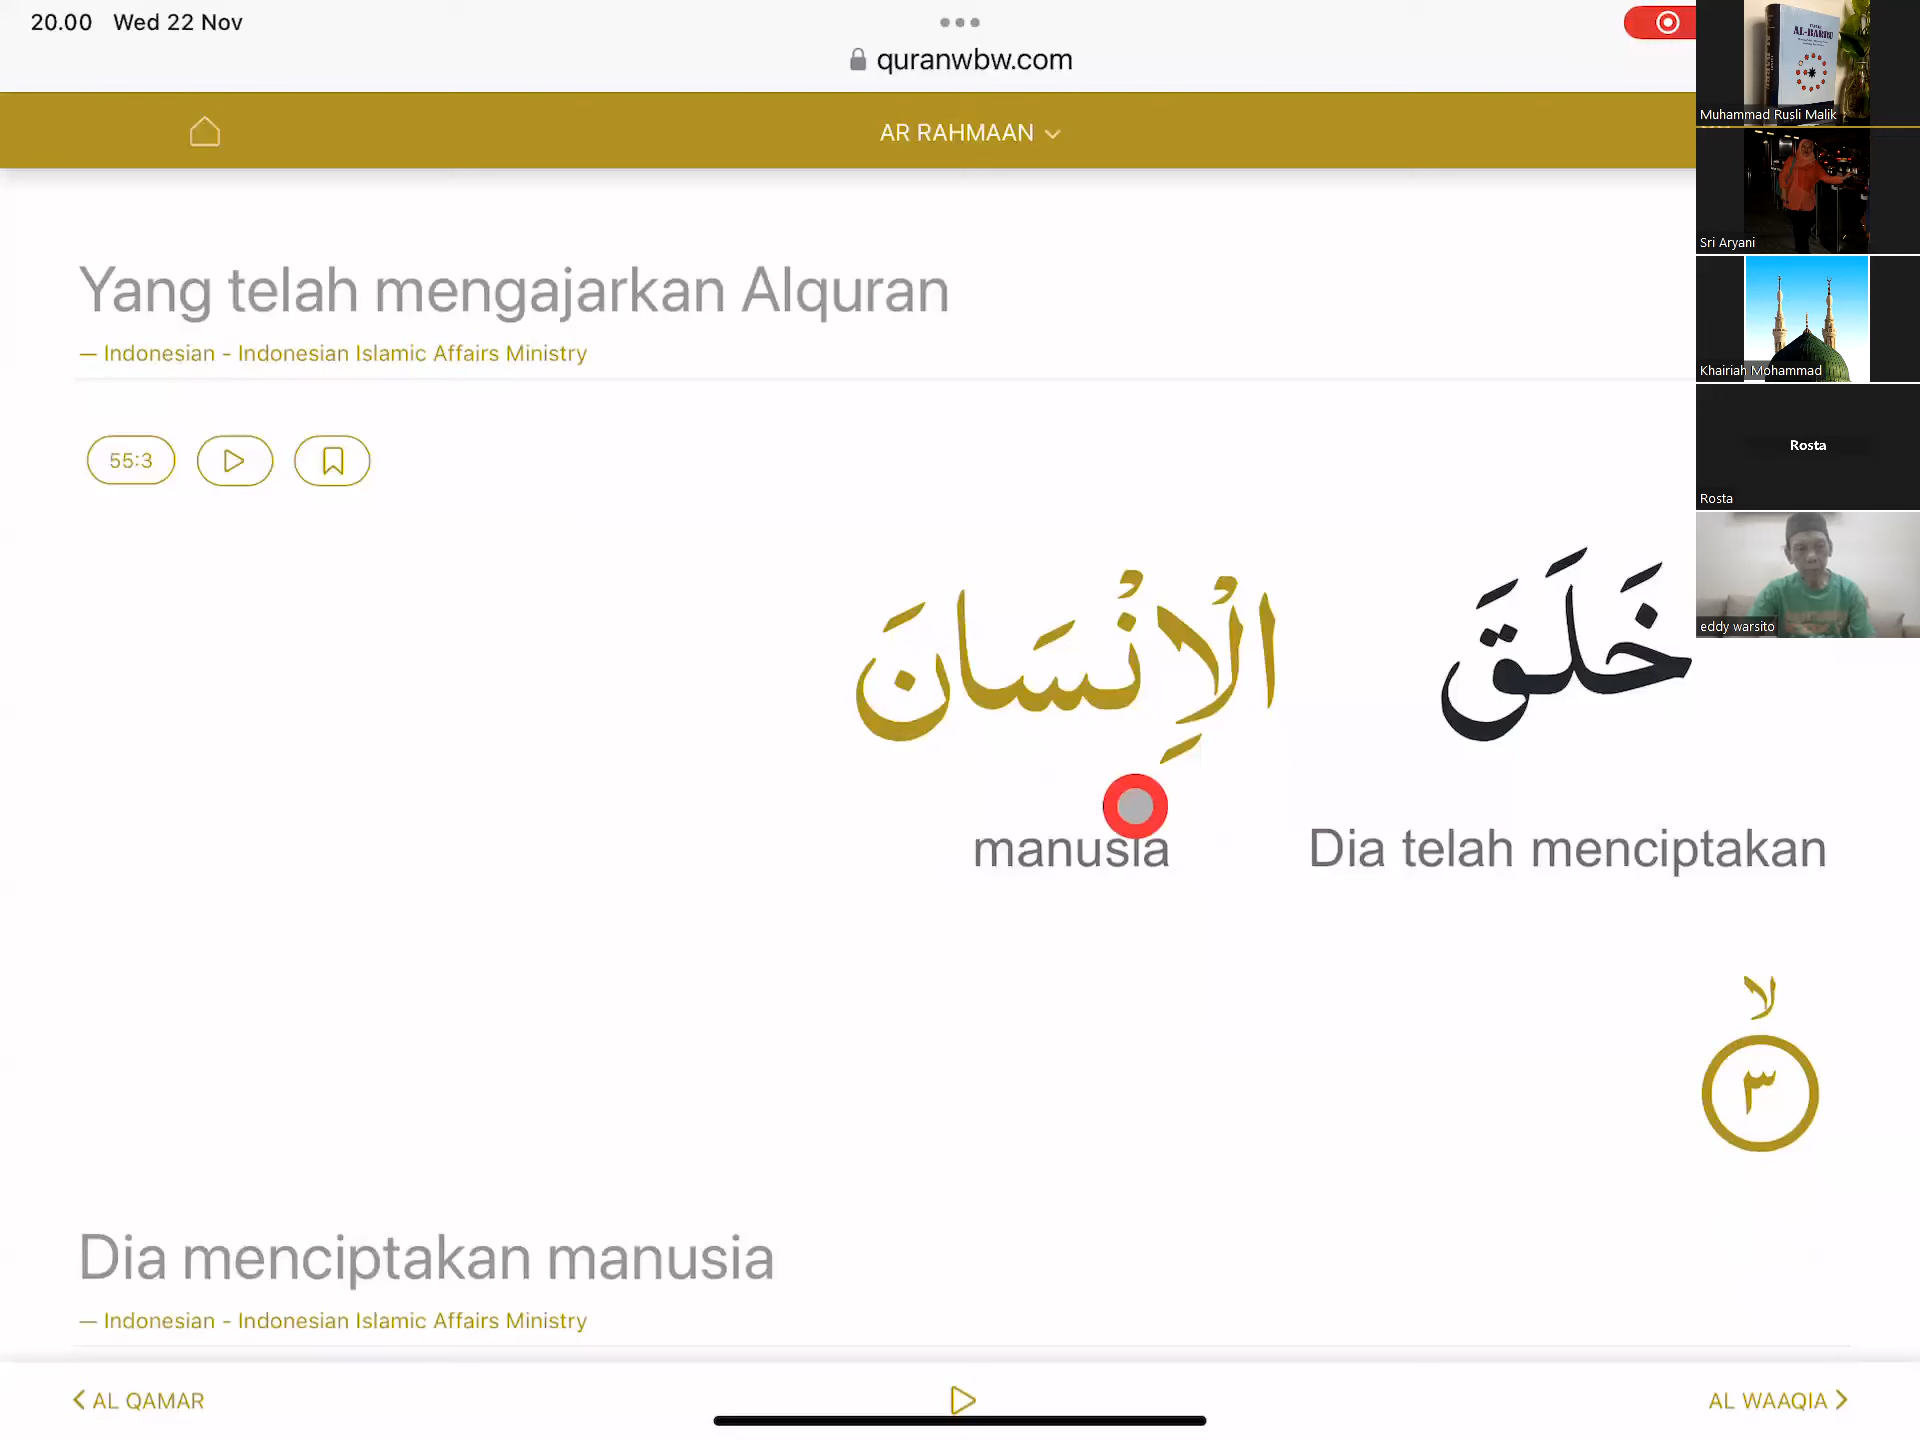 20.00 Wed 22 Nov
quranwbw.com
AR RAHMAAN
Yang telah mengajarkan Alquran
— Indonesian - Indonesian Islamic Affairs Ministry
55:3
خَلَقَ الْاِنْسَانَ
Dia telah menciptakan
manusia
لا
٣
Dia menciptakan manusia
— Indonesian - Indonesian Islamic Affairs Ministry
AL QAMAR
AL WAAQIA
AL-BARRU
Muhammad Rusli Malik
Sri Aryani
Khairiah Mohammad
Rosta
Rosta
eddy warsito